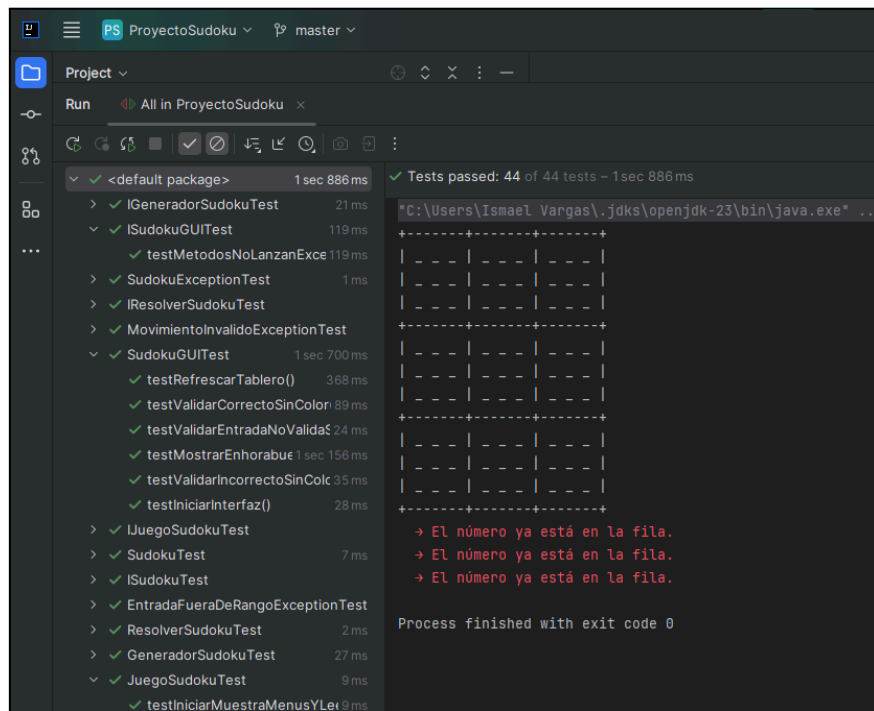 IJ
PS ProyectoSudoku master
Project
Run All in ProyectoSudoku
<default package> 1 sec 886 ms
IGeneradorSudokuTest 21 ms
ISudokuGUITest 119 ms
testMetodosNoLanzanExce 119 ms
SudokuExceptionTest 1 ms
IResolverSudokuTest
MovimientoInvalidoExceptionTest
SudokuGUITest 1 sec 700 ms
testRefrescarTablero() 368 ms
testValidarCorrectoSinColor( 89 ms
testValidarEntradaNoValidaS 24 ms
testMostrarEnhorabue 1 sec 156 ms
testValidarIncorrectoSinColc 35 ms
testIniciarInterfaz() 28 ms
IJuegoSudokuTest
SudokuTest 7 ms
ISudokuTest
EntradaFueraDeRangoExceptionTest
ResolverSudokuTest 2 ms
GeneradorSudokuTest 27 ms
JuegoSudokuTest 9 ms
testIniciarMuestraMenusYLee 9 ms
Tests passed: 44 of 44 tests – 1 sec 886 ms
"C:\Users\Ismael Vargas\.jdks\openjdk-23\bin\java.exe" ..
+-------+-------+-------+
| _ _ _ | _ _ _ | _ _ _ |
| _ _ _ | _ _ _ | _ _ _ |
| _ _ _ | _ _ _ | _ _ _ |
+-------+-------+-------+
| _ _ _ | _ _ _ | _ _ _ |
| _ _ _ | _ _ _ | _ _ _ |
| _ _ _ | _ _ _ | _ _ _ |
+-------+-------+-------+
| _ _ _ | _ _ _ | _ _ _ |
| _ _ _ | _ _ _ | _ _ _ |
| _ _ _ | _ _ _ | _ _ _ |
+-------+-------+-------+
→ El número ya está en la fila.
→ El número ya está en la fila.
→ El número ya está en la fila.
Process finished with exit code 0